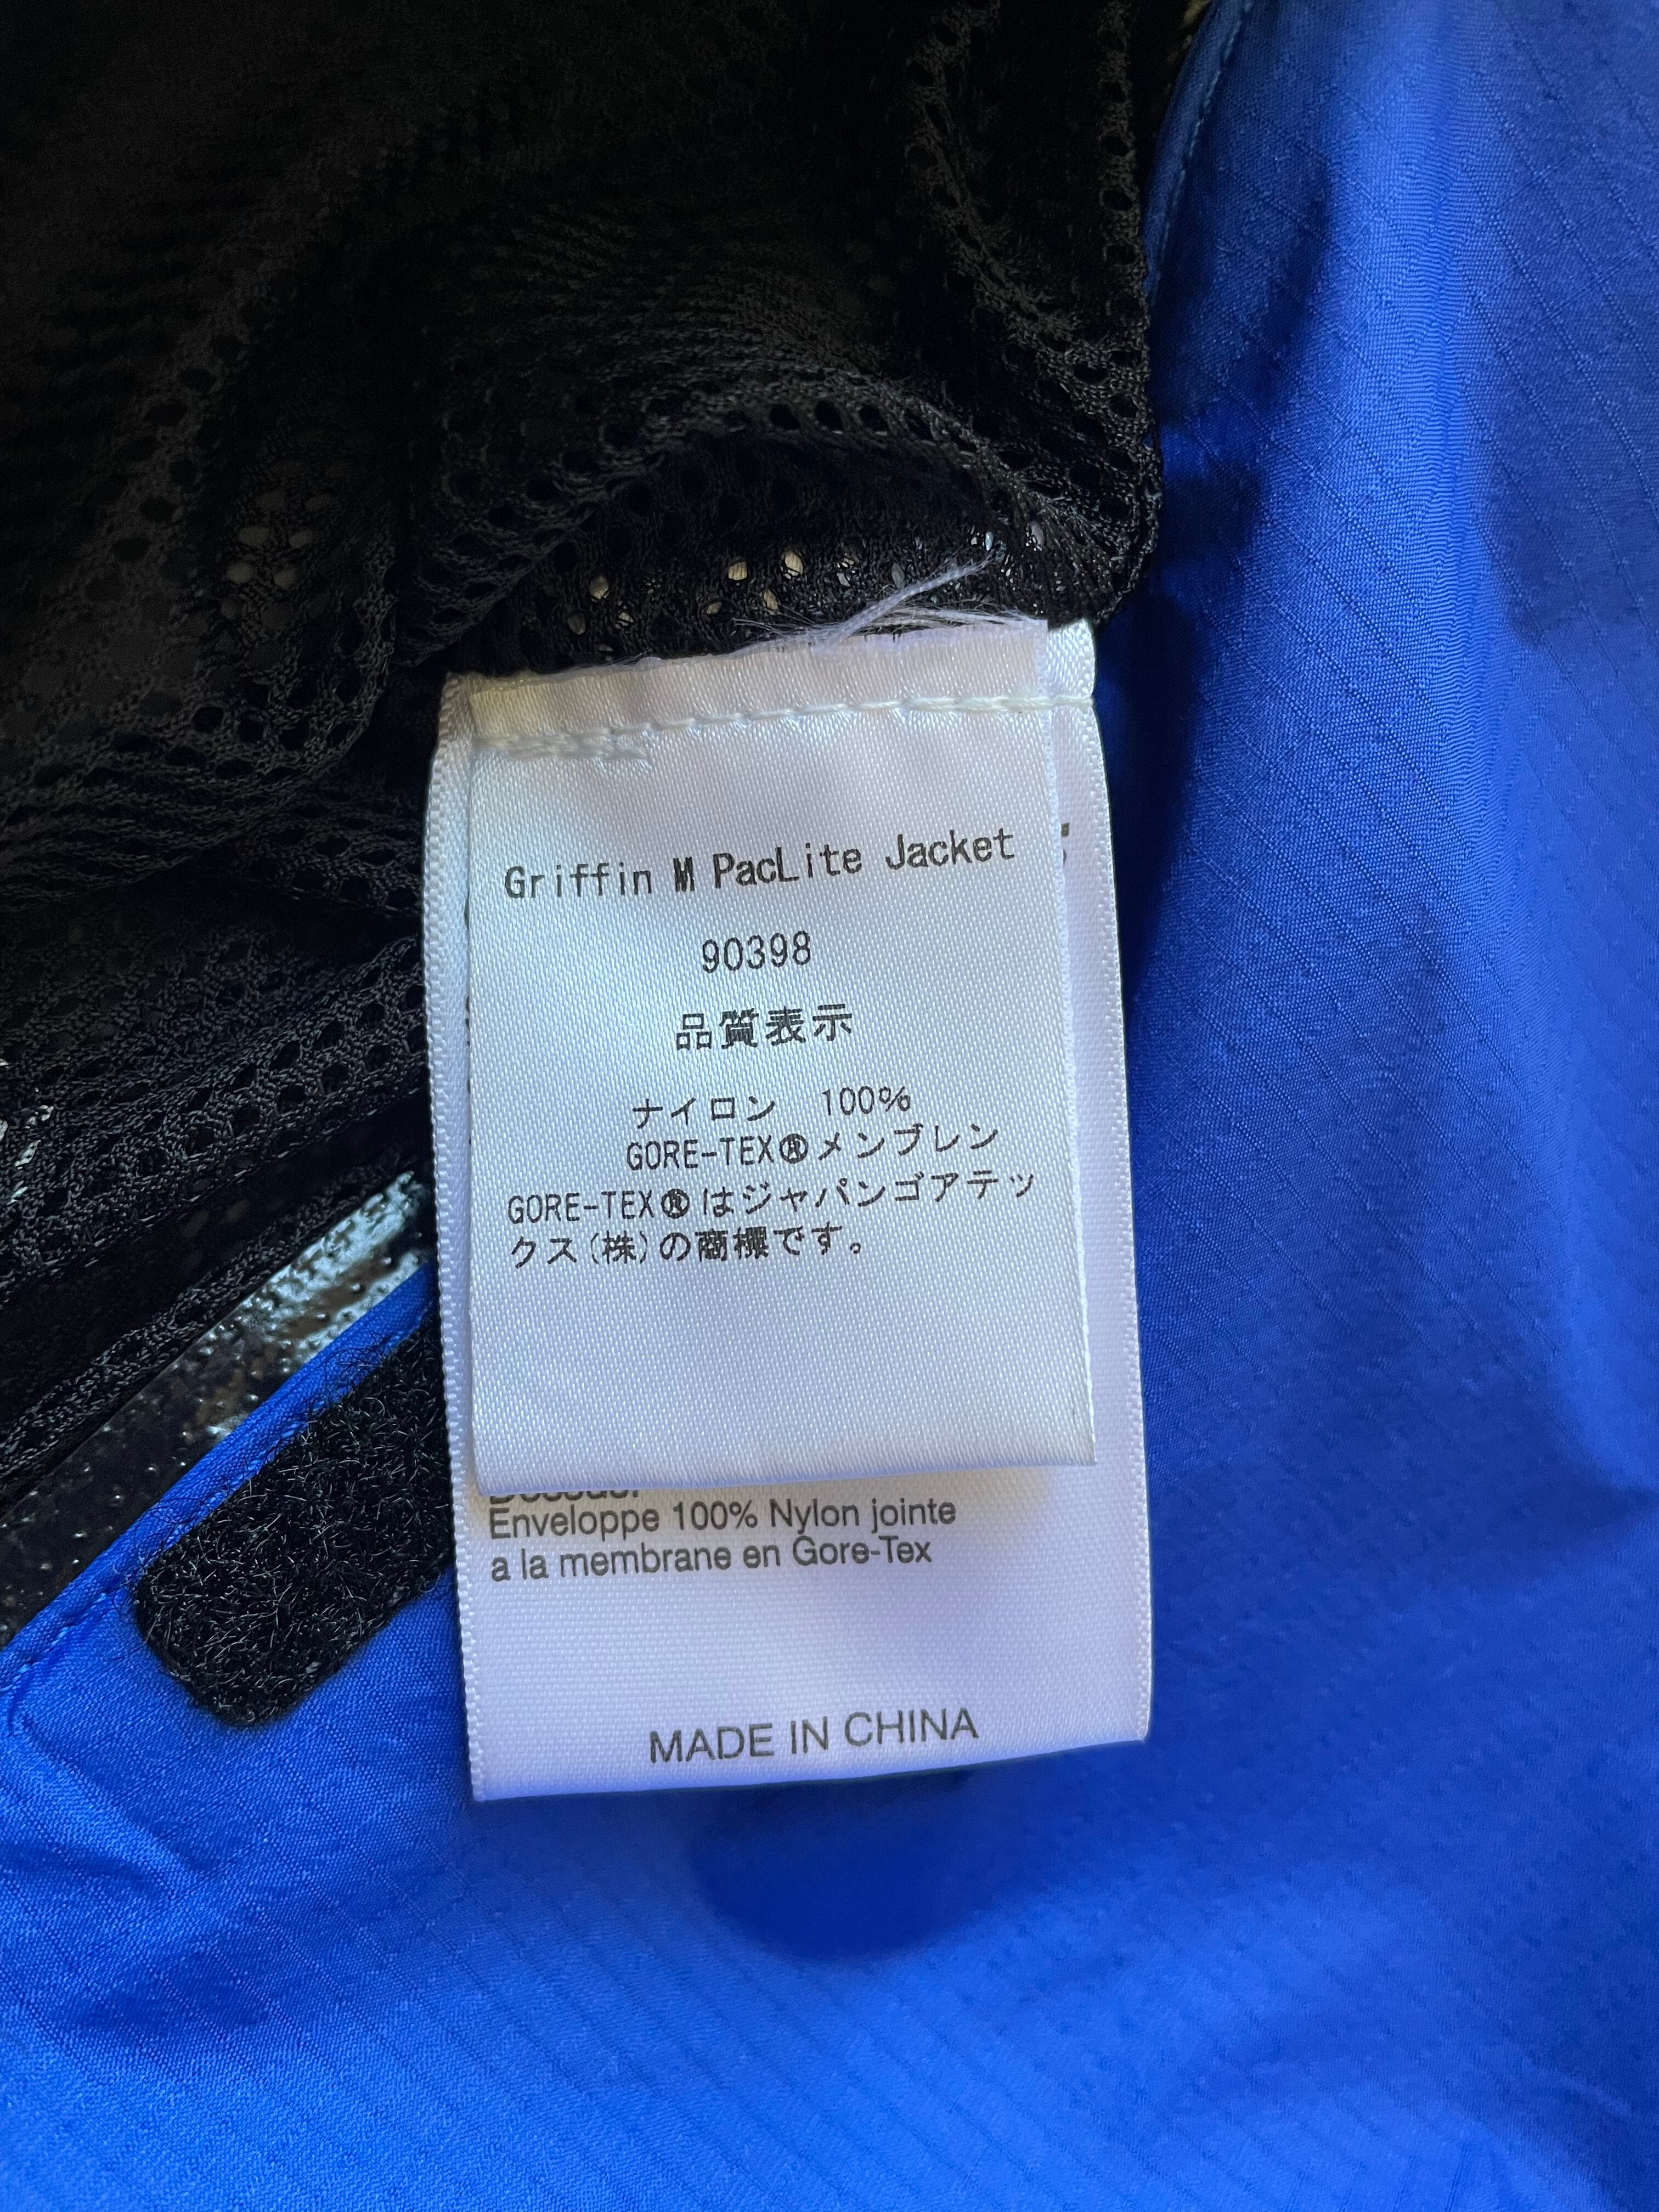 Griffin M PacLite Jacket
90398
品質表示
ナイロン 100%
GORE-TEX®メンブレン
GORE-TEX®はジャパンゴアテッ
クス(株)の商標です。
Enveloppe 100% Nylon jointe
a la membrane en Gore-Tex
MADE IN CHINA